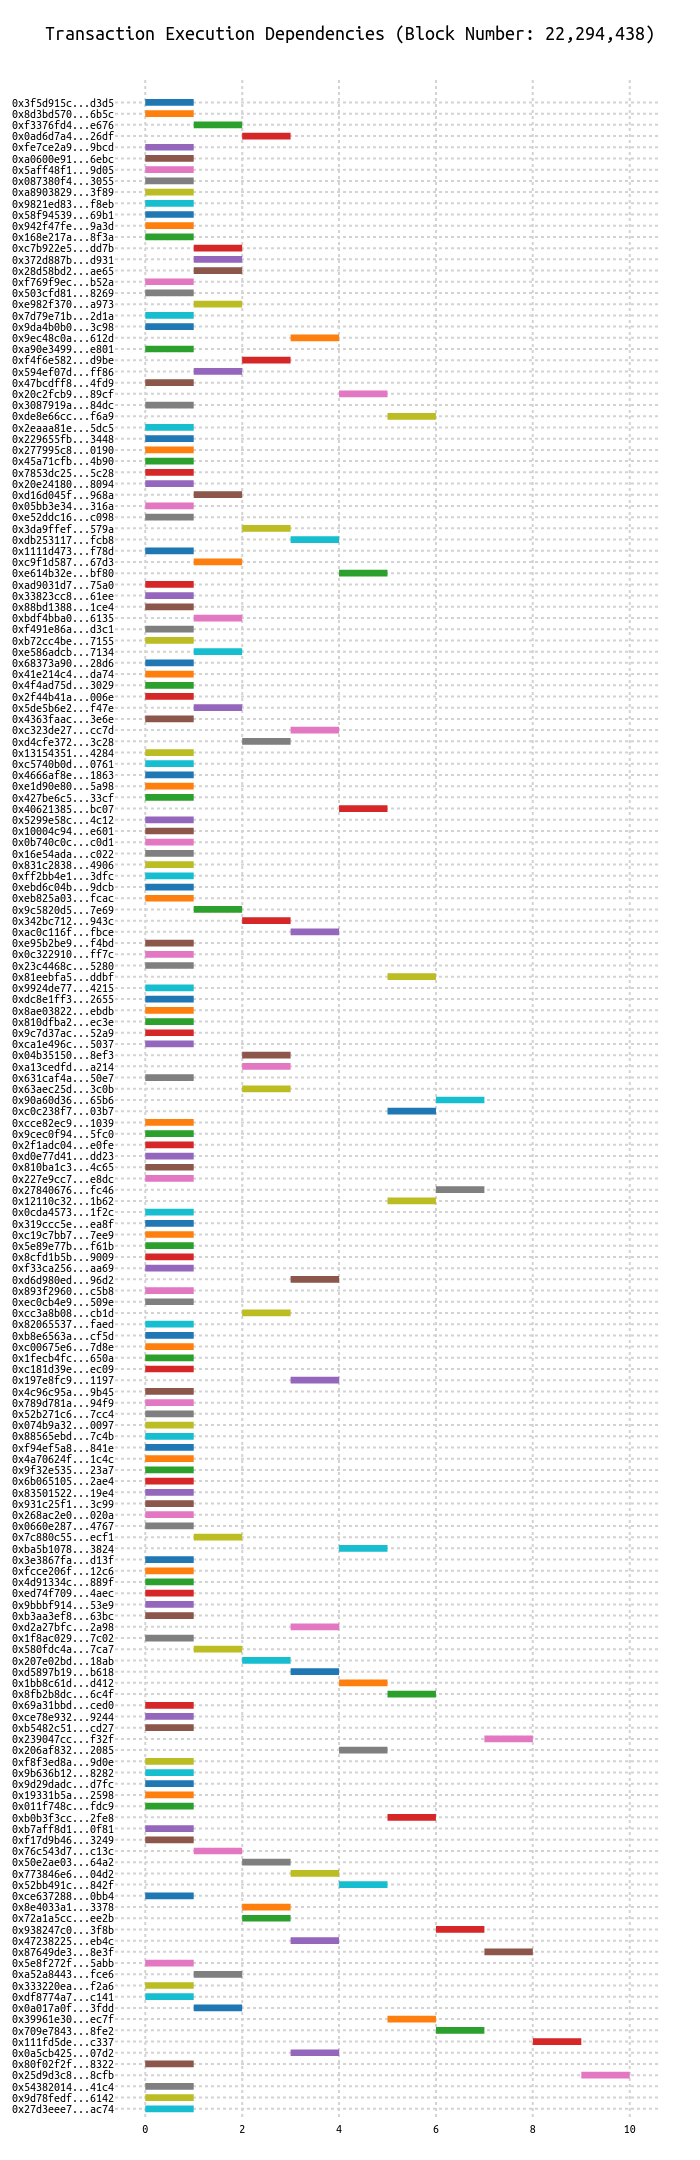 Transaction Execution Dependencies (Block Number: 22,294,438)
0x3f5d915c...d3d5
0x8d3bd570...6b5c
0xf3376fd4...e676
0x0ad6d7a4...26df
0xfe7ce2a9...9bcd
0xa0600e91...6ebc
0x5aff48f1...9d05
0x087380f4...3055
0xa8903829...3f89
0x9821ed83...f8eb
0x58f94539...69b1
0x942f47fe...9a3d
0x168e217a...8f3a
0xc7b922e5...dd7b
0x372d887b...d931
0x28d58bd2...ae65
0xf769f9ec...b52a
0x503cfd81...8269
0xe982f370...a973
0x7d79e71b...2d1a
0x9da4b0b0...3c98
0x9ec48c0a...612d
0xa90e3499...e801
0xf4f6e582...d9be
0x594ef07d...ff86
0x47bcdff8...4fd9
0x20c2fcb9...89cf
0x3087919a...84dc
0xde8e66cc...f6a9
0x2eaaa81e...5dc5
0x229655fb...3448
0x277995c8...0190
0x45a71cfb...4b90
0x7853dc25...5c28
0x20e24180...8094
0xd16d045f...968a
0x05bb3e34...316a
0xe52ddc16...c098
0x3da9ffef...579a
0xdb253117...fcb8
0x1111d473...f78d
0xc9f1d587...67d3
0xe614b32e...bf80
0xad9031d7...75a0
0x33823cc8...61ee
0x88bd1388...1ce4
0xbdf4bba0...6135
0xf491e86a...d3c1
0xb72cc4be...7155
0xe586adcb...7134
0x68373a90...28d6
0x41e214c4...da74
0x4f4ad75d...3029
0x2f44b41a...006e
0x5de5b6e2...f47e
0x4363faac...3e6e
0xc323de27...cc7d
0xd4cfe372...3c28
0x13154351...4284
0xc5740b0d...0761
0x4666af8e...1863
0xe1d90e80...5a98
0x427be6c5...33cf
0x40621385...bc07
0x5299e58c...4c12
0x10004c94...e601
0x0b740c0c...c0d1
0x16e54ada...c022
0x831c2838...4906
0xff2bb4e1...3dfc
0xebd6c04b...9dcb
0xeb825a03...fcac
0x9c5820d5...7e69
0x342bc712...943c
0xac0c116f...fbce
0xe95b2be9...f4bd
0x0c322910...ff7c
0x23c4468c...5280
0x81eebfa5...ddbf
0x9924de77...4215
0xdc8e1ff3...2655
0x8ae03822...ebdb
0x810dfba2...ec3e
0x9c7d37ac...52a9
0xca1e496c...5037
0x04b35150...8ef3
0xa13cedfd...a214
0x631caf4a...50e7
0x63aec25d...3c0b
0x90a60d36...65b6
0xc0c238f7...03b7
0xcce82ec9...1039
0x9cec0f94...5fc0
0x2f1adc04...e0fe
0xd0e77d41...dd23
0x810ba1c3...4c65
0x227e9cc7...e8dc
0x27840676...fc46
0x12110c32...1b62
0x0cda4573...1f2c
0x319ccc5e...ea8f
0xc19c7bb7...7ee9
0x5e89e77b...f61b
0x8cfd1b5b...9009
0xf33ca256...aa69
0xd6d980ed...96d2
0x893f2960...c5b8
0xec0cb4e9...509e
0xcc3a8b08...cb1d
0x82065537...faed
0xb8e6563a...cf5d
0xc00675e6...7d8e
0x1fecb4fc...650a
0xc181d39e...ec09
0x197e8fc9...1197
0x4c96c95a...9b45
0x789d781a...94f9
0x52b271c6...7cc4
0x074b9a32...0097
0x88565ebd...7c4b
0xf94ef5a8...841e
0x4a70624f...1c4c
0x9f32e535...23a7
0x6b065105...2ae4
0x83501522...19e4
0x931c25f1...3c99
0x268ac2e0...020a
0x0660e287...4767
0x7c880c55...ecf1
0xba5b1078...3824
0x3e3867fa...d13f
0xfcce206f...12c6
0x4d91334c...889f
0xed74f709...4aec
0x9bbbf914...53e9
0xb3aa3ef8...63bc
0xd2a27bfc...2a98
0x1f8ac029...7c02
0x580fdc4a...7ca7
0x207e02bd...18ab
0xd5897b19...b618
0x1bb8c61d...d412
0x8fb2b8dc...6c4f
0x69a31bbd...ced0
0xce78e932...9244
0xb5482c51...cd27
0x239047cc...f32f
0x206af832...2085
0xf8f3ed8a...9d0e
0x9b636b12...8282
0x9d29dadc...d7fc
0x19331b5a...2598
0x011f748c...fdc9
0xb0b3f3cc...2fe8
0xb7aff8d1...0f81
0xf17d9b46...3249
0x76c543d7...c13c
0x50e2ae03...64a2
0x773846e6...04d2
0x52bb491c...842f
0xce637288...0bb4
0x8e4033a1...3378
0x72a1a5cc...ee2b
0x938247c0...3f8b
0x47238225...eb4c
0x87649de3...8e3f
0x5e8f272f...5abb
0xa52a8443...fce6
0x333220ea...f2a6
0xdf8774a7...c141
0x0a017a0f...3fdd
0x39961e30...ec7f
0x709e7843...8fe2
0x111fd5de...c337
0x0a5cb425...07d2
0x80f02f2f...8322
0x25d9d3c8...8cfb
0x54382014...41c4
0x9d78fedf...6142
0x27d3eee7...ac74
0 2 4 6 8 10